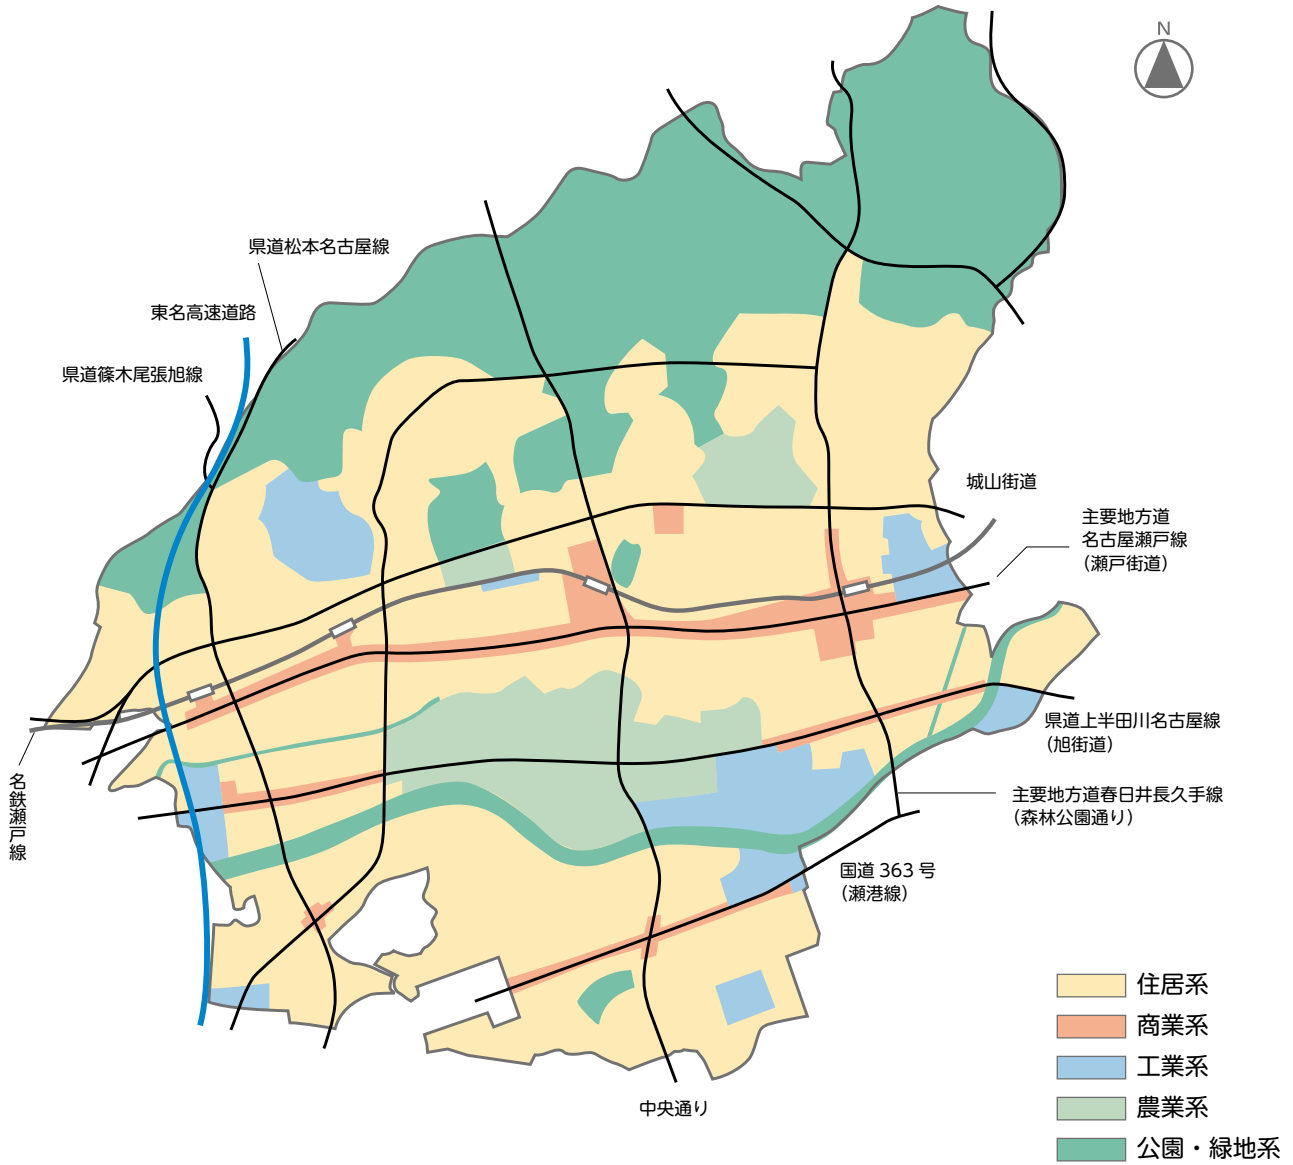 N
県道松本名古屋線
東名高速道路
県道篠木尾張旭線
城山街道
主要地方道
名古屋瀬戸線
（瀬戸街道）
県道上半田川名古屋線
（旭街道）
名鉄瀬戸線
主要地方道春日井長久手線
（森林公園通り）
国道 363 号
（瀬港線）
中央通り
住居系
商業系
工業系
農業系
公園・緑地系